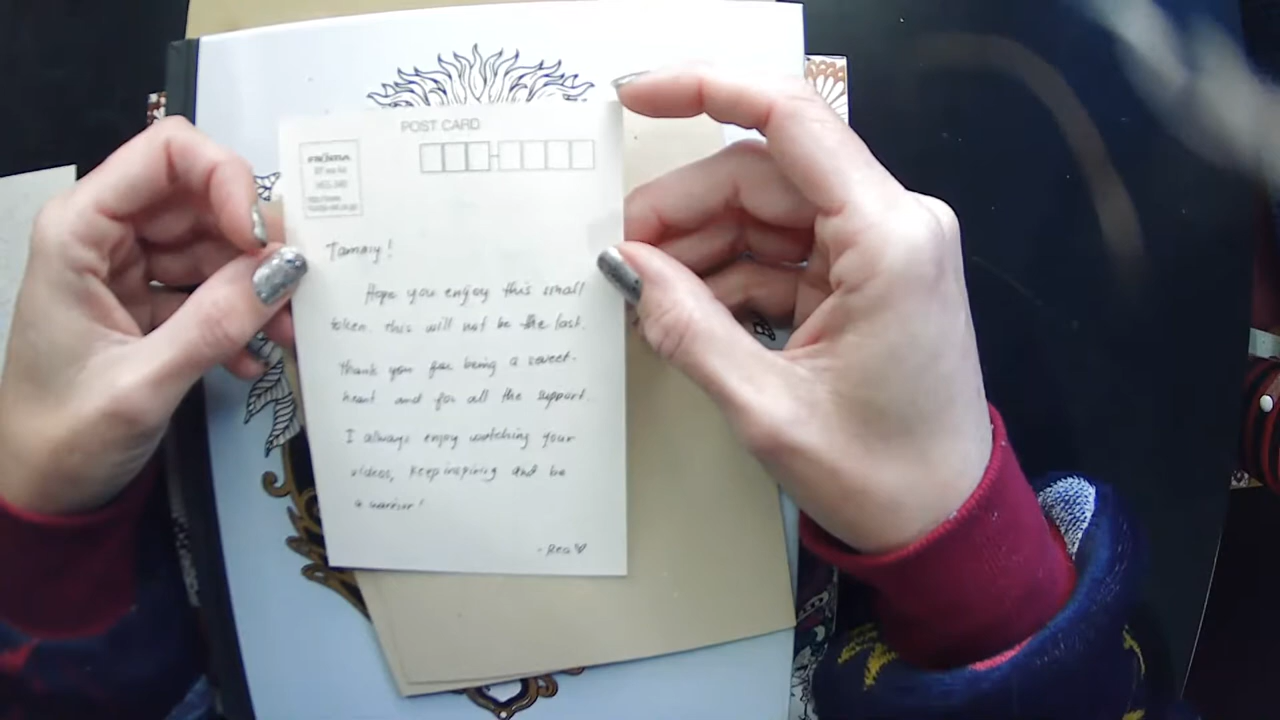 POST CARD
Tammy!
Hope you enjoy this small
token. this will not be the last.
Thank you for being a sweet-
heart and for all the support.
I always enjoy watching your
videos, keep inspiring and be
a warrior!
- Rea ♡